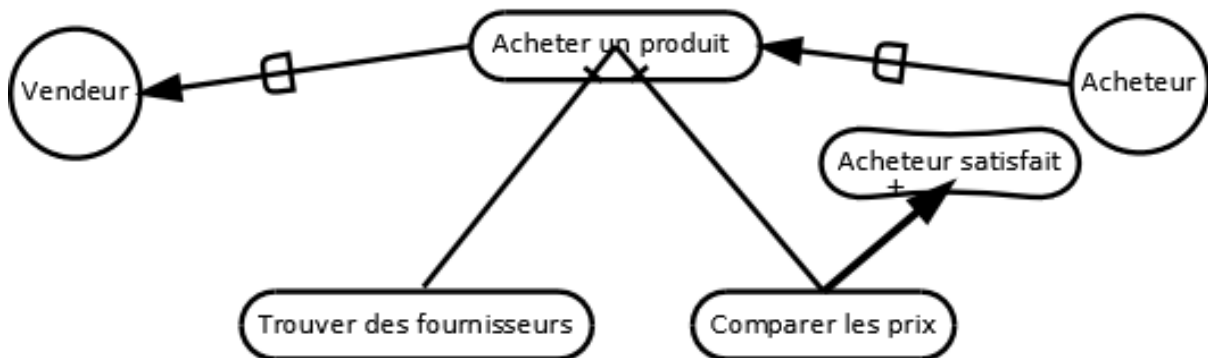 Acheter un produit
Vendeur
Acheteur
Acheteur satisfait
+
Trouver des fournisseurs
Comparer les prix